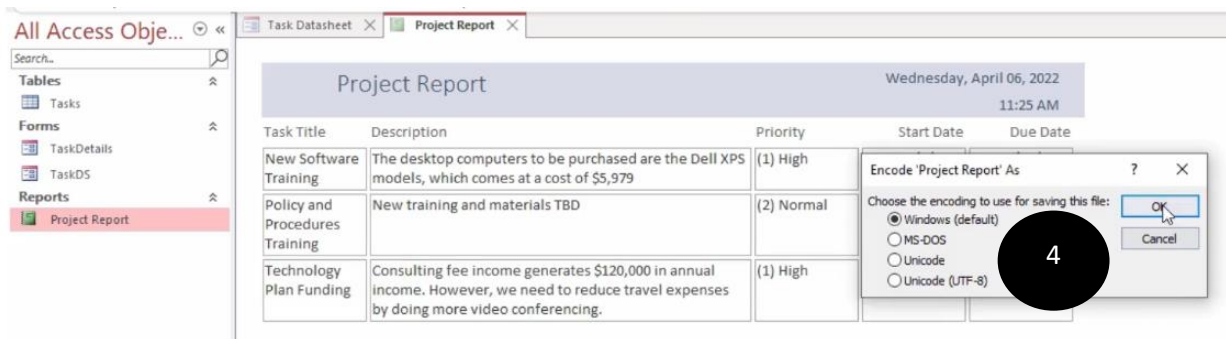 All Access Obje...
Search...
Tables
Tasks
Forms
TaskDetails
TaskDS
Reports
Project Report
Task Datasheet
Project Report
Project Report
Wednesday, April 06, 2022
11:25 AM
Task Title Description Priority Start Date Due Date
New Software Training
The desktop computers to be purchased are the Dell XPS
models, which comes at a cost of $5,979
(1) High
Policy and
Procedures
Training
New training and materials TBD
(2) Normal
Technology
Plan Funding
Consulting fee income generates $120,000 in annual
income. However, we need to reduce travel expenses
by doing more video conferencing.
(1) High
Encode 'Project Report' As
?
Choose the encoding to use for saving this file:
Windows (default)
MS-DOS
Unicode
Unicode (UTF-8)
OK
Cancel
4